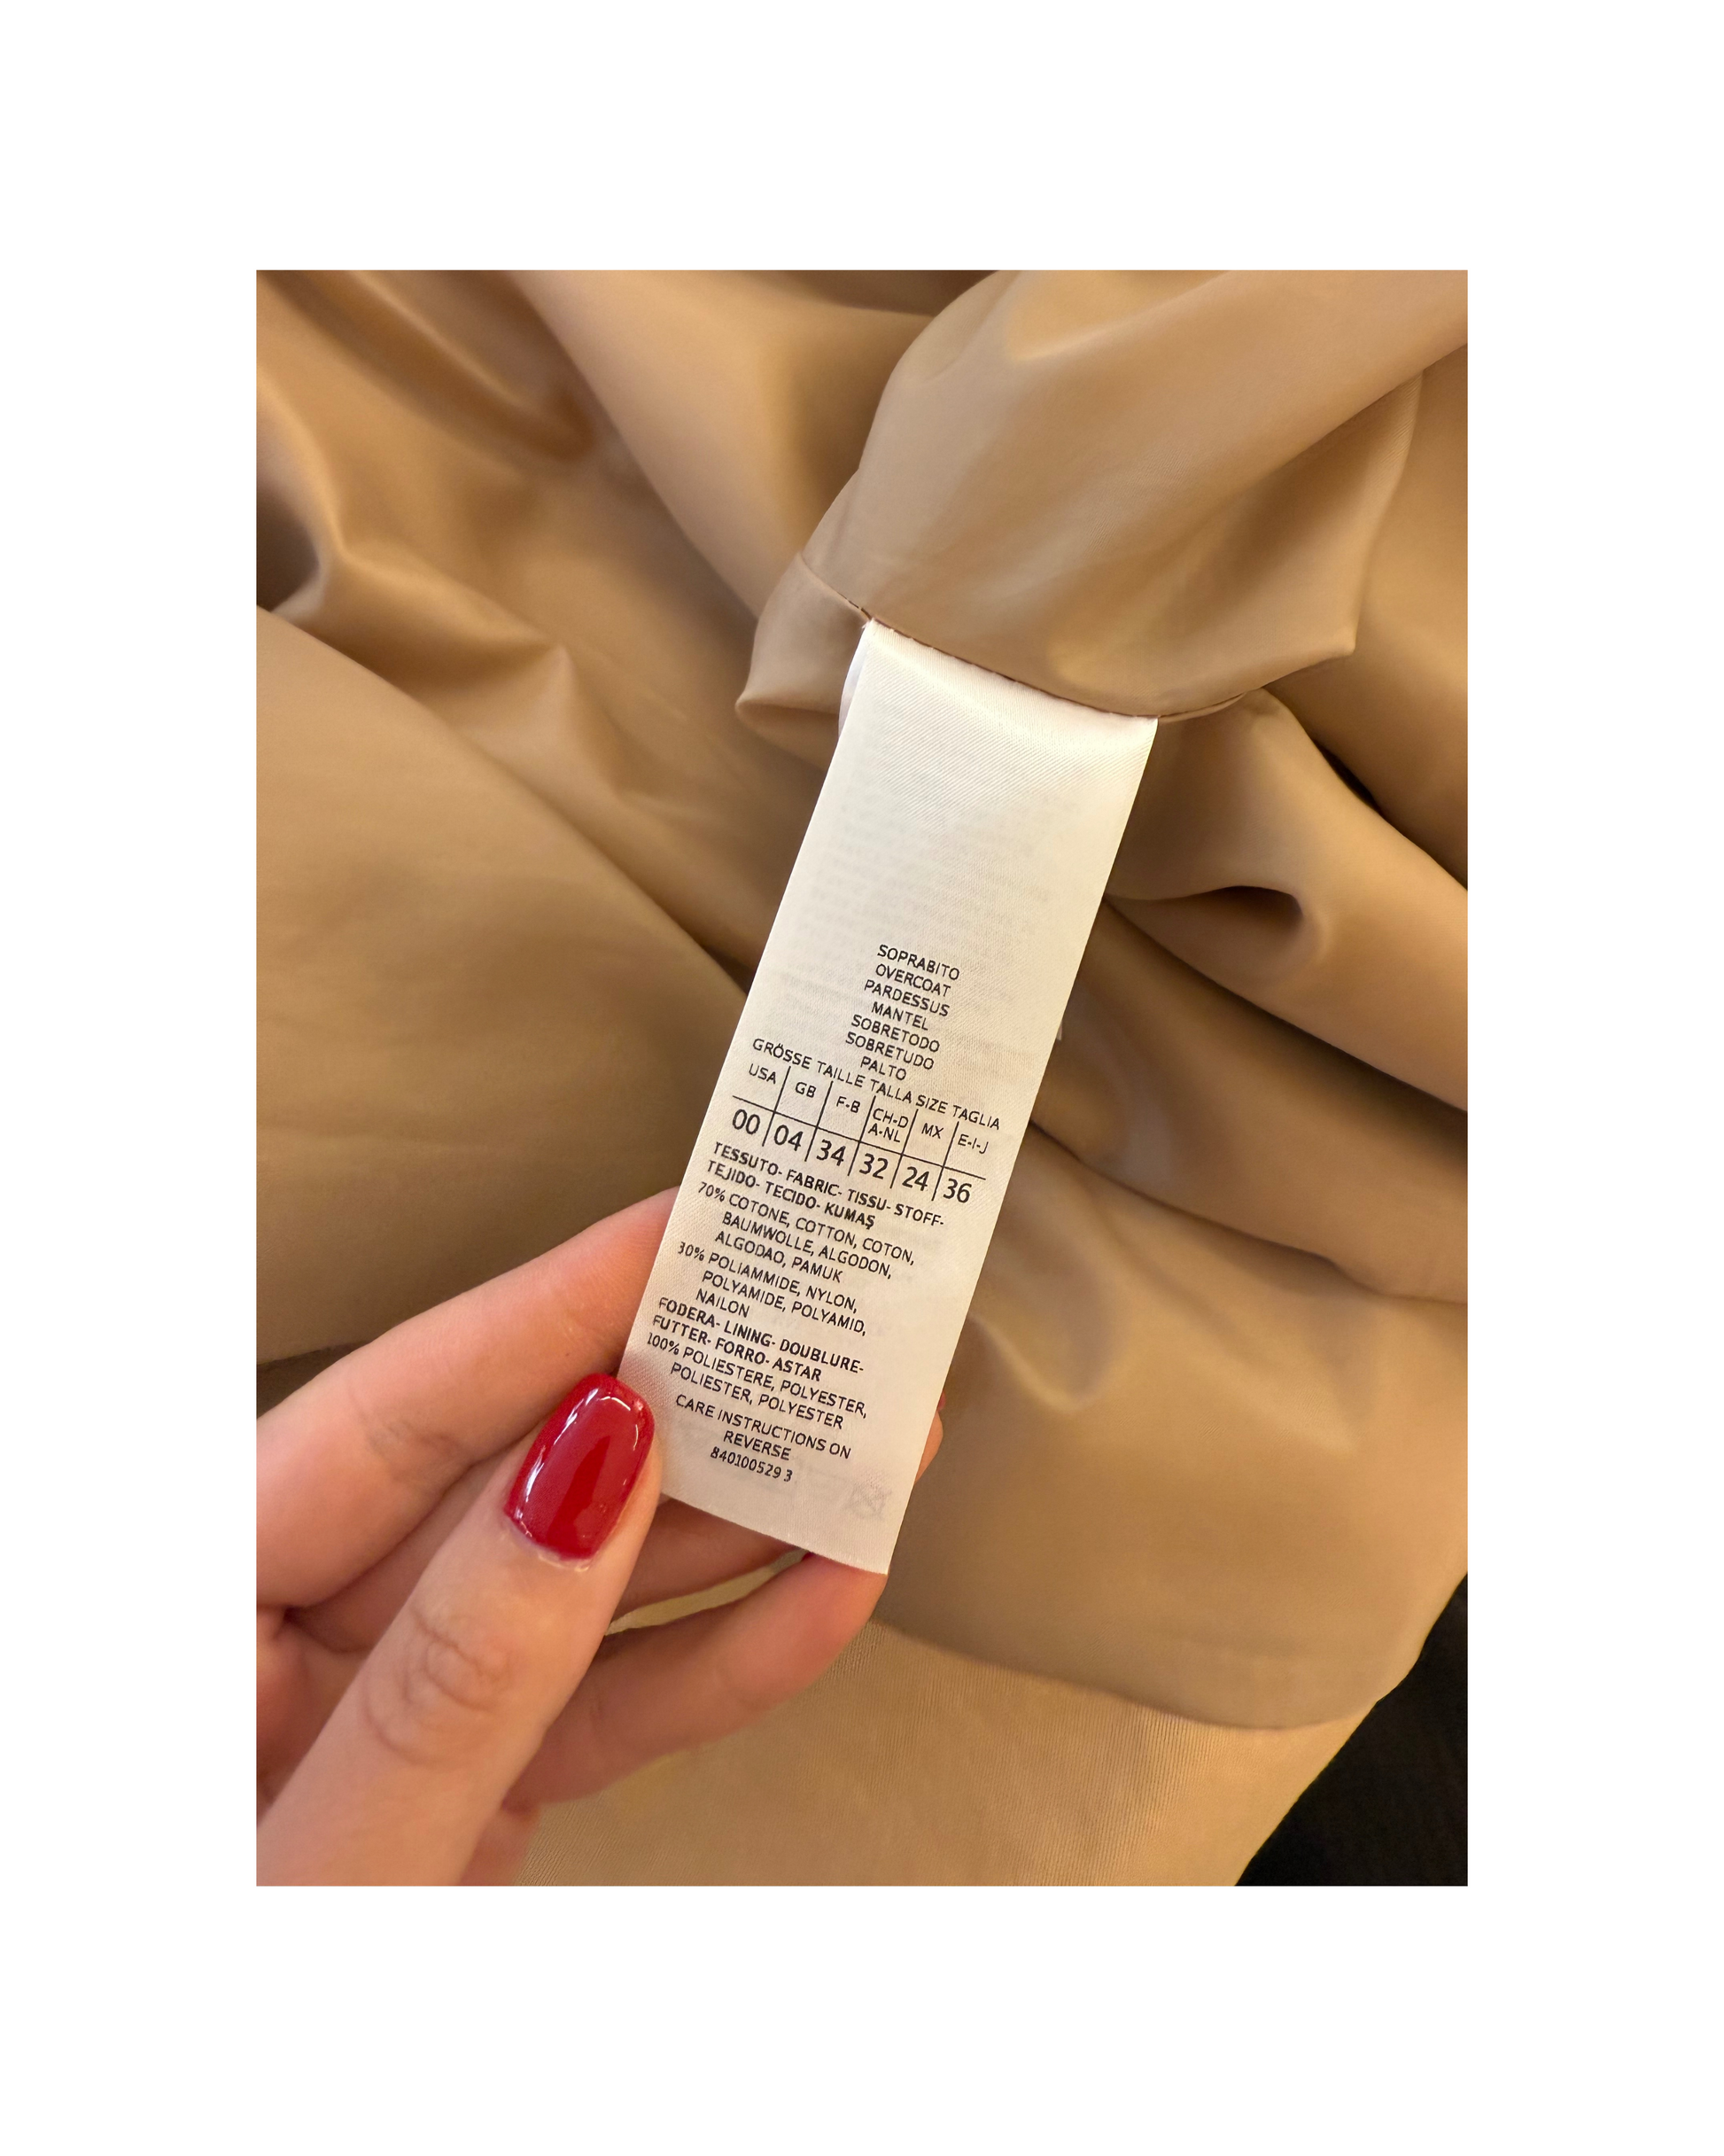 SOPRABITO
OVERCOAT
PARDESSUS
MANTEL
SOBRETODO
SOBRETUDO
PALTO
GRÖSSE TAILLE TALLA SIZE TAGLIA
USA GB F-B CH-D A-NL MX E-I-J
00 04 34 32 24 36
TESSUTO- FABRIC- TISSU- STOFF-
TEJIDO- TECIDO- KUMAŞ
70% COTONE, COTTON, COTON,
BAUMWOLLE, ALGODON,
ALGODAO, PAMUK
30% POLIAMMIDE, NYLON,
POLYAMIDE, POLYAMID,
NAILON
FODERA- LINING- DOUBLURE-
FUTTER- FORRO- ASTAR
100% POLIESTERE, POLYESTER,
POLIESTER, POLYESTER
CARE INSTRUCTIONS ON
REVERSE
840100529 3